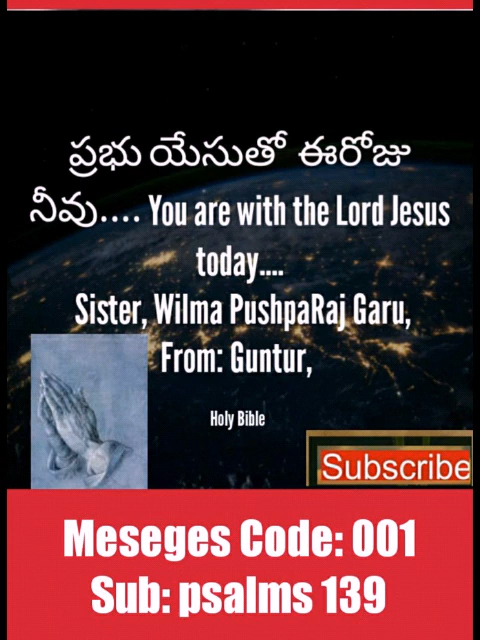 ప్రభు యేసుతో ఈరోజు
నీవు.... You are with the Lord Jesus
today....
Sister, Wilma PushpaRaj Garu,
From: Guntur,
Holy Bible
Subscribe
Meseges Code: 001
Sub: psalms 139